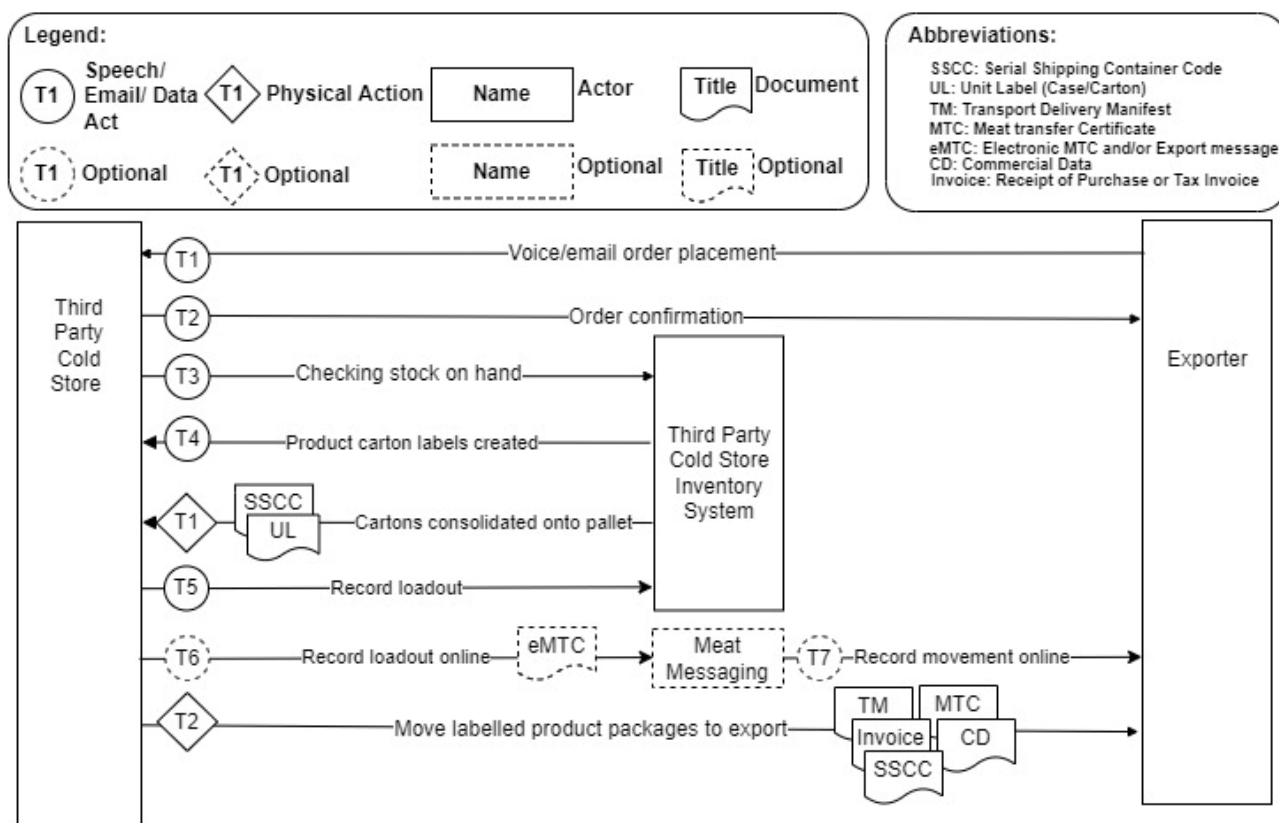 Legend:
T1
Speech/
Email/ Data
Act
T1
Physical Action
Name
Actor
Title
Document
T1
Optional
T1
Optional
Name
Optional
Title
Optional
Abbreviations:
SSCC: Serial Shipping Container Code
UL: Unit Label (Case/Carton)
TM: Transport Delivery Manifest
MTC: Meat transfer Certificate
eMTC: Electronic MTC and/or Export message
CD: Commercial Data
Invoice: Receipt of Purchase or Tax Invoice
Third
Party
Cold
Store
Exporter
T1
Voice/email order placement
T2
Order confirmation
T3
Checking stock on hand
T4
Product carton labels created
Third Party
Cold Store
Inventory
System
T1
SSCC
UL
Cartons consolidated onto pallet
T5
Record loadout
T6
Record loadout online
eMTC
Meat
Messaging
T7
Record movement online
T2
Move labelled product packages to export
TM
MTC
Invoice
CD
SSCC